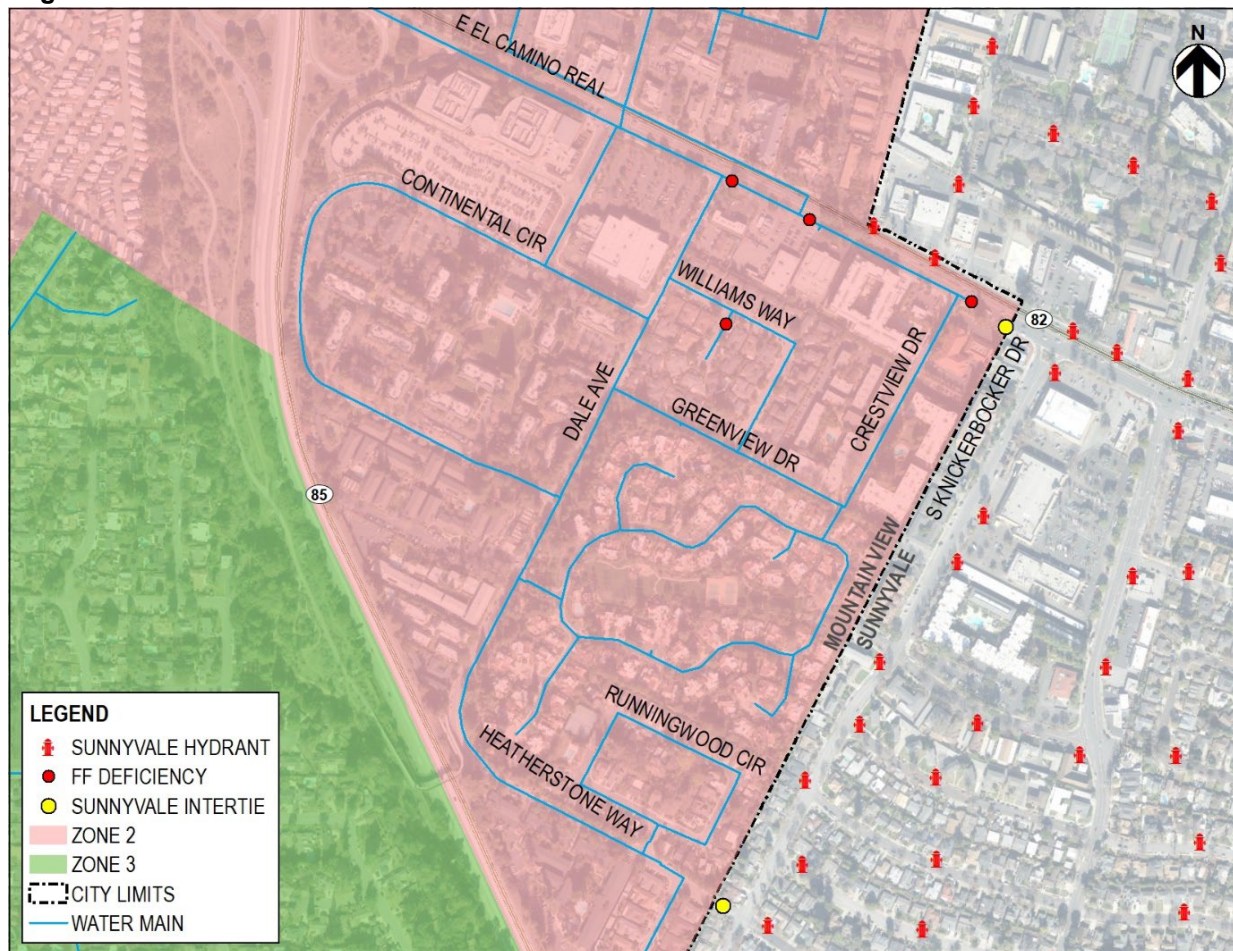 N
E EL CAMINO REAL
CONTINENTAL CIR
WILLIAMS WAY
82
DALE AVE
CRESTVIEW DR
S KNICKERBOCKER DR
GREENVIEW DR
85
MOUNTAIN VIEW
SUNNYVALE
RUNNINGWOOD CIR
HEATHERSTONE WAY
LEGEND
SUNNYVALE HYDRANT
FF DEFICIENCY
SUNNYVALE INTERTIE
ZONE 2
ZONE 3
CITY LIMITS
WATER MAIN